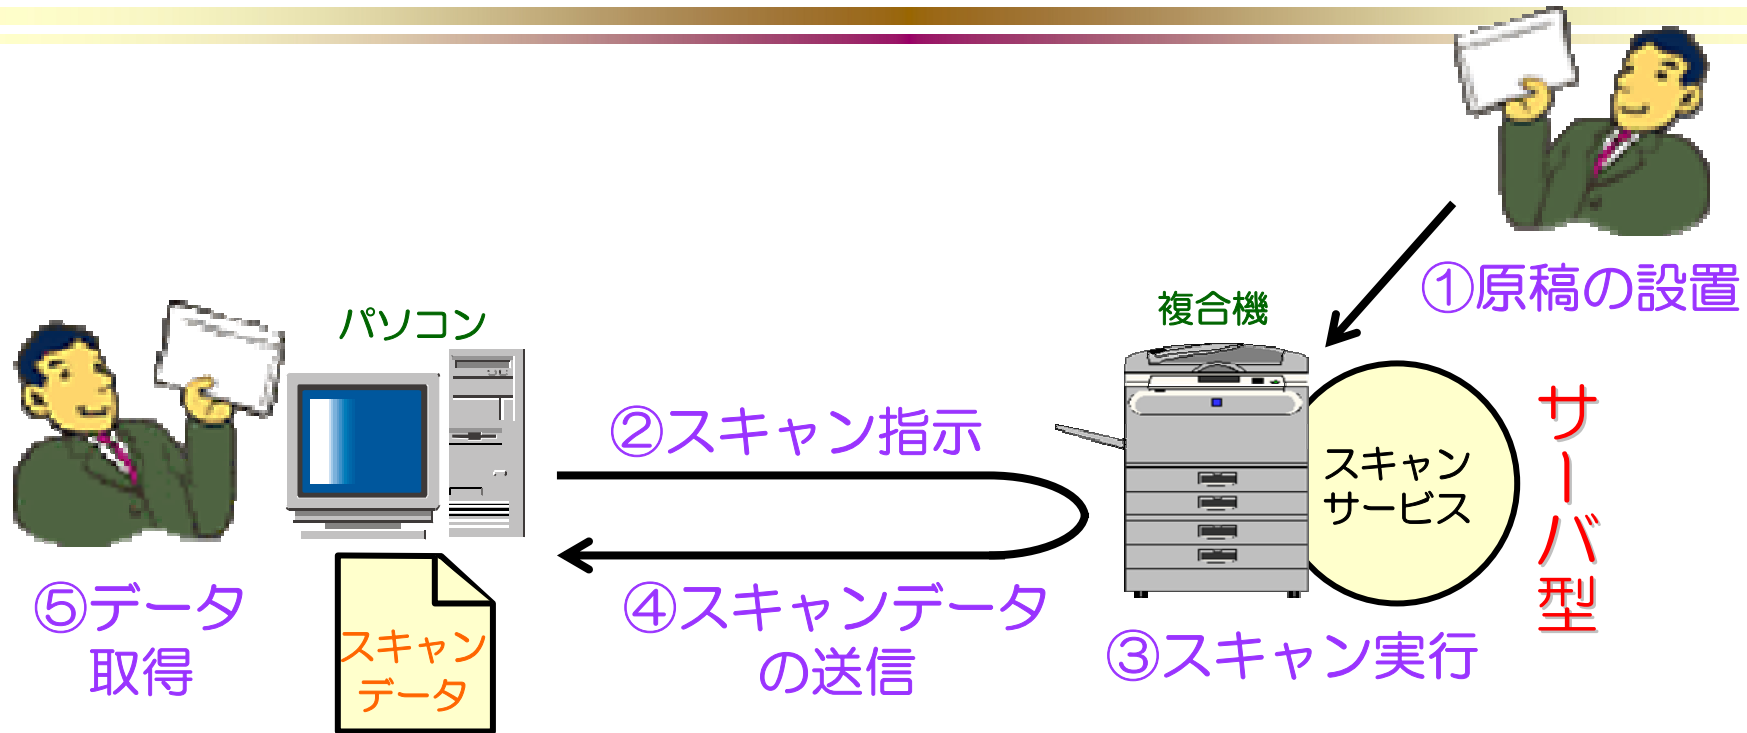 ①原稿の設置
複合機
パソコン
②スキャン指示
スキャン
サービス
サーバ型
⑤データ
取得
スキャン
データ
④スキャンデータ
の送信
③スキャン実行